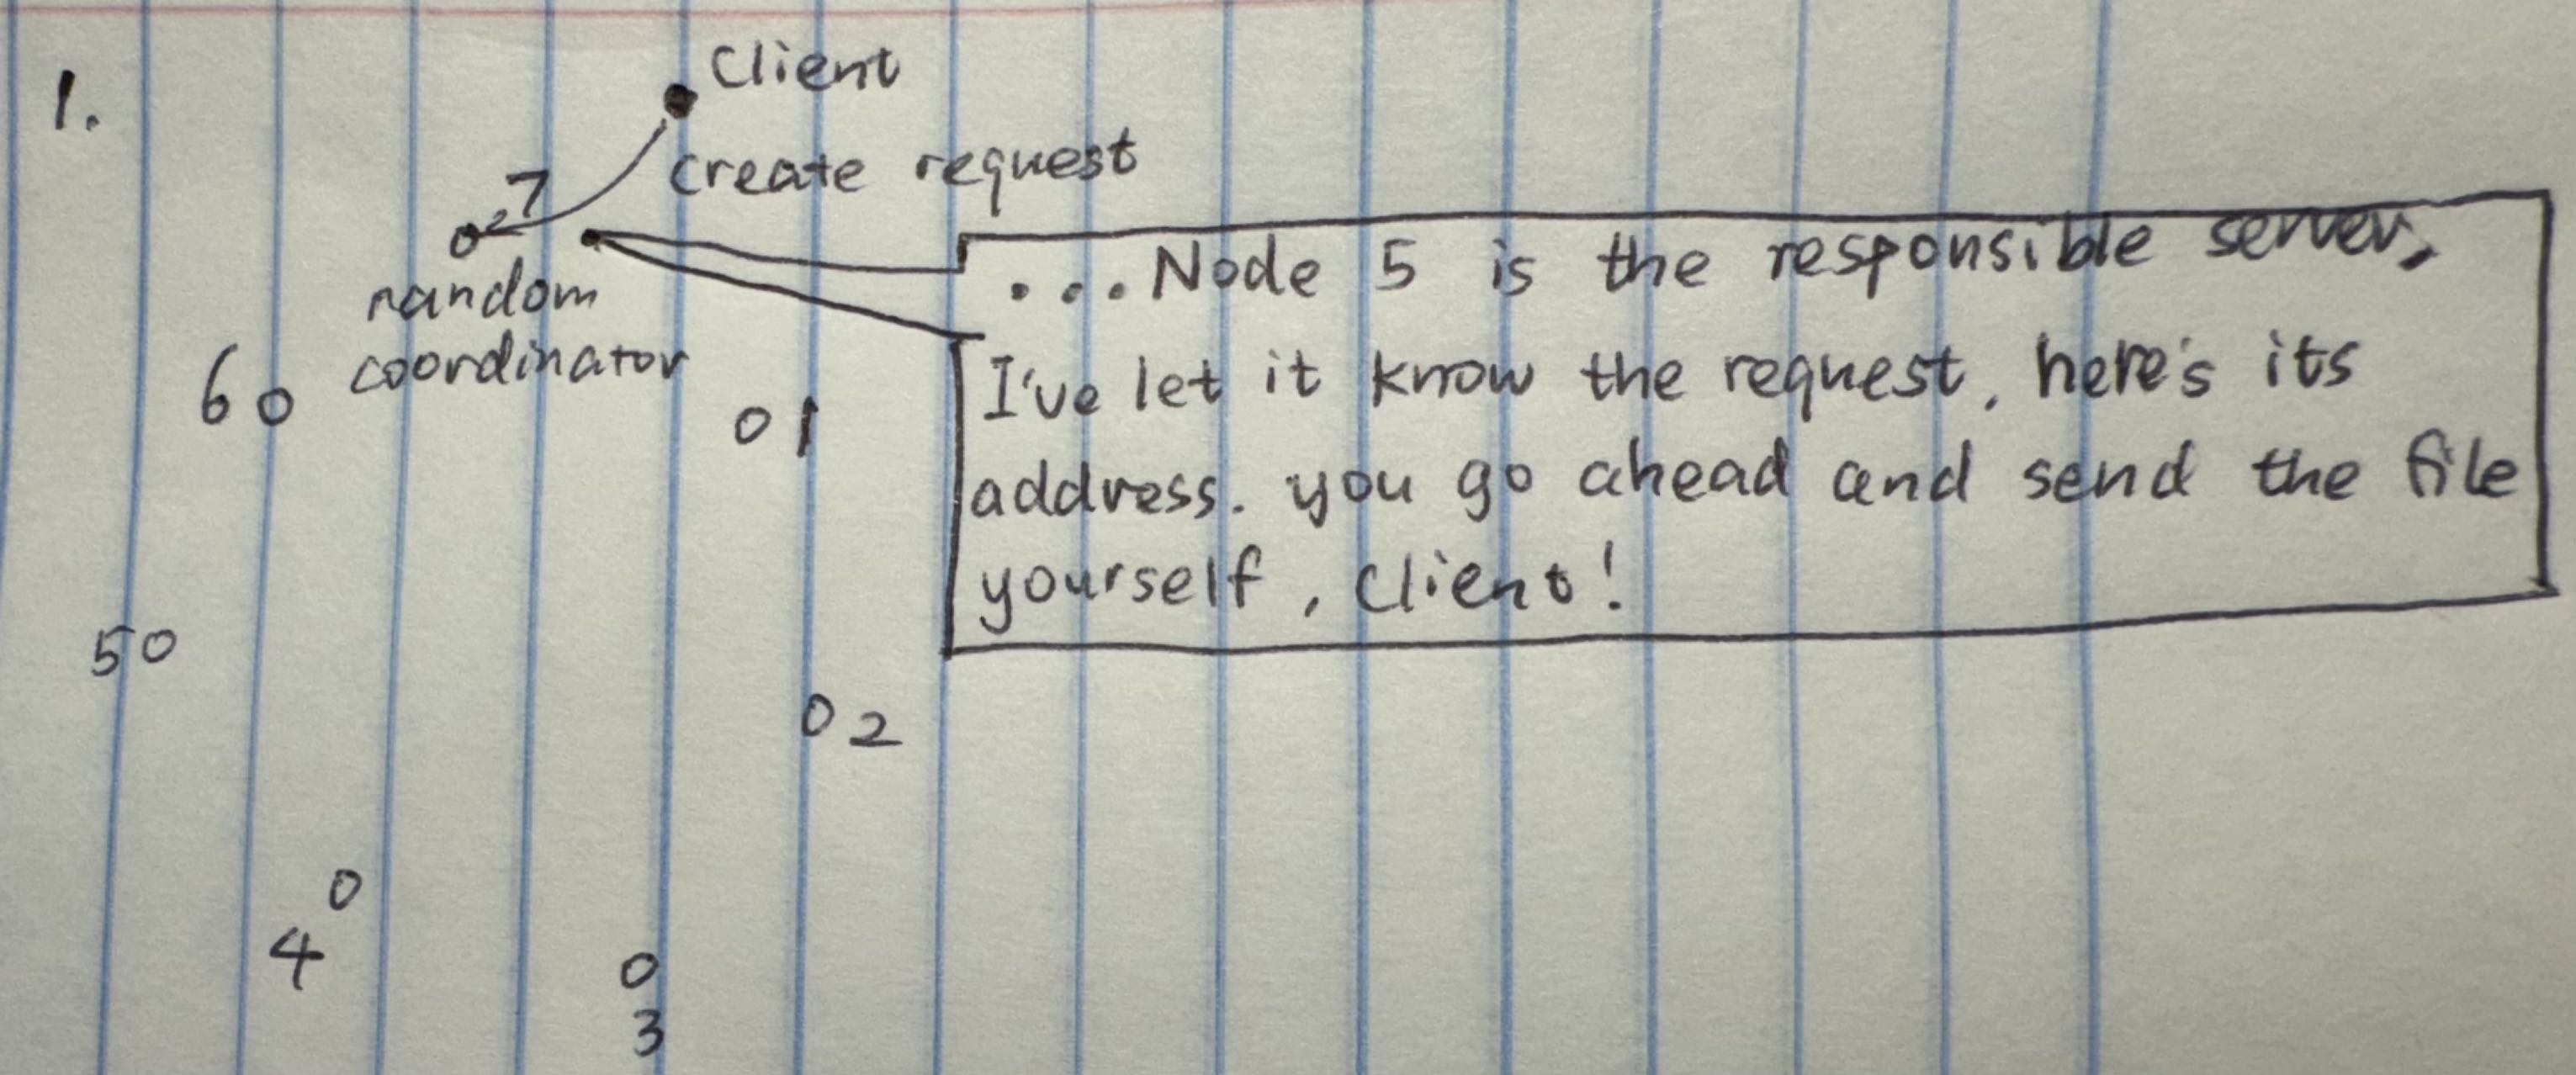 1.
Client
create request
7
random
coordinator
...Node 5 is the responsible server,
I've let it know the request, here's its
address. you go ahead and send the file
yourself, Client!
6
1
5
2
4
3